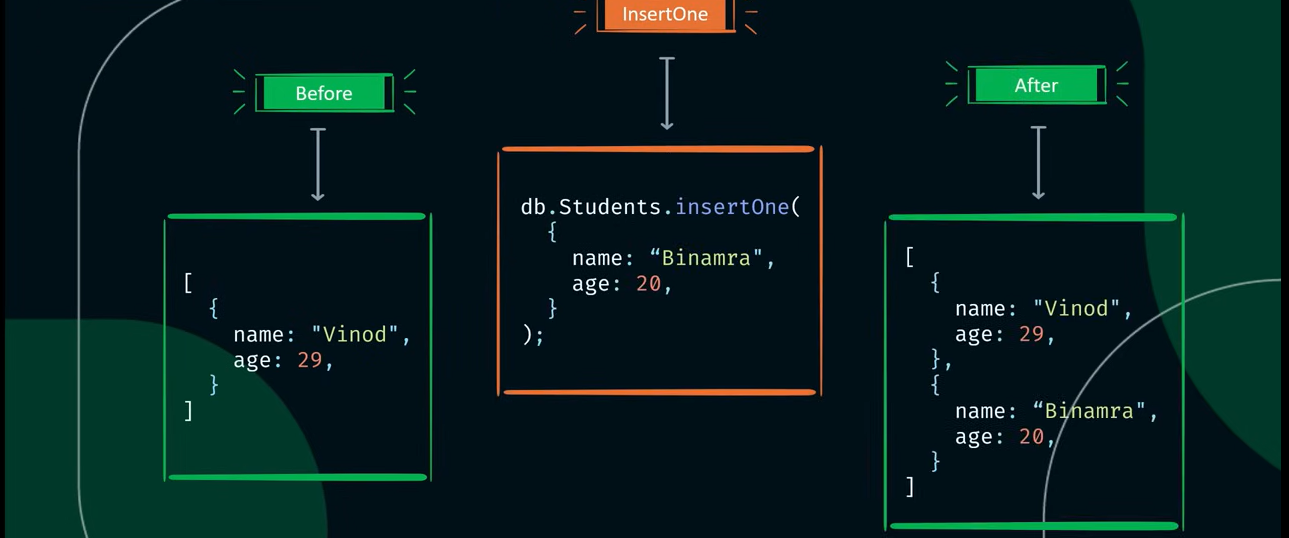 InsertOne
Before
After
[
{
name: "Vinod",
age: 29,
}
]
db.Students.insertOne(
{
name: “Binamra",
age: 20,
}
);
[
{
name: "Vinod",
age: 29,
},
{
name: “Binamra",
age: 20,
}
]